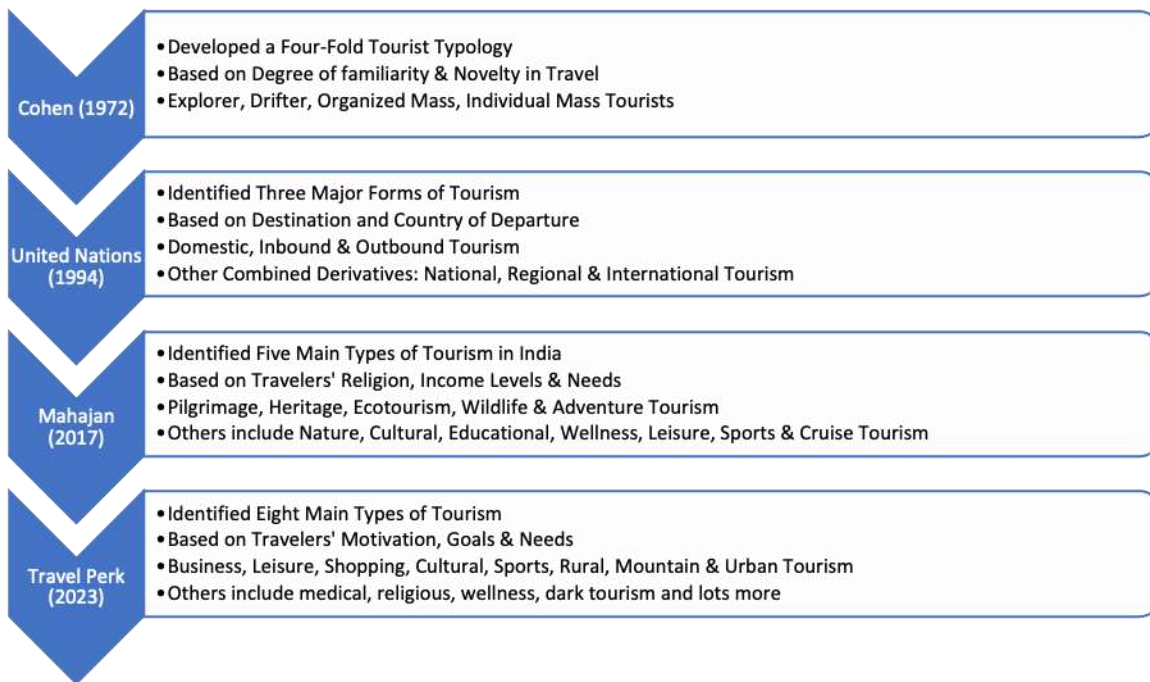 Cohen (1972)
•Developed a Four-Fold Tourist Typology
•Based on Degree of familiarity & Novelty in Travel
•Explorer, Drifter, Organized Mass, Individual Mass Tourists
United Nations
(1994)
•Identified Three Major Forms of Tourism
•Based on Destination and Country of Departure
•Domestic, Inbound & Outbound Tourism
•Other Combined Derivatives: National, Regional & International Tourism
Mahajan
(2017)
•Identified Five Main Types of Tourism in India
•Based on Travelers' Religion, Income Levels & Needs
•Pilgrimage, Heritage, Ecotourism, Wildlife & Adventure Tourism
•Others include Nature, Cultural, Educational, Wellness, Leisure, Sports & Cruise Tourism
Travel Perk
(2023)
•Identified Eight Main Types of Tourism
•Based on Travelers' Motivation, Goals & Needs
•Business, Leisure, Shopping, Cultural, Sports, Rural, Mountain & Urban Tourism
•Others include medical, religious, wellness, dark tourism and lots more